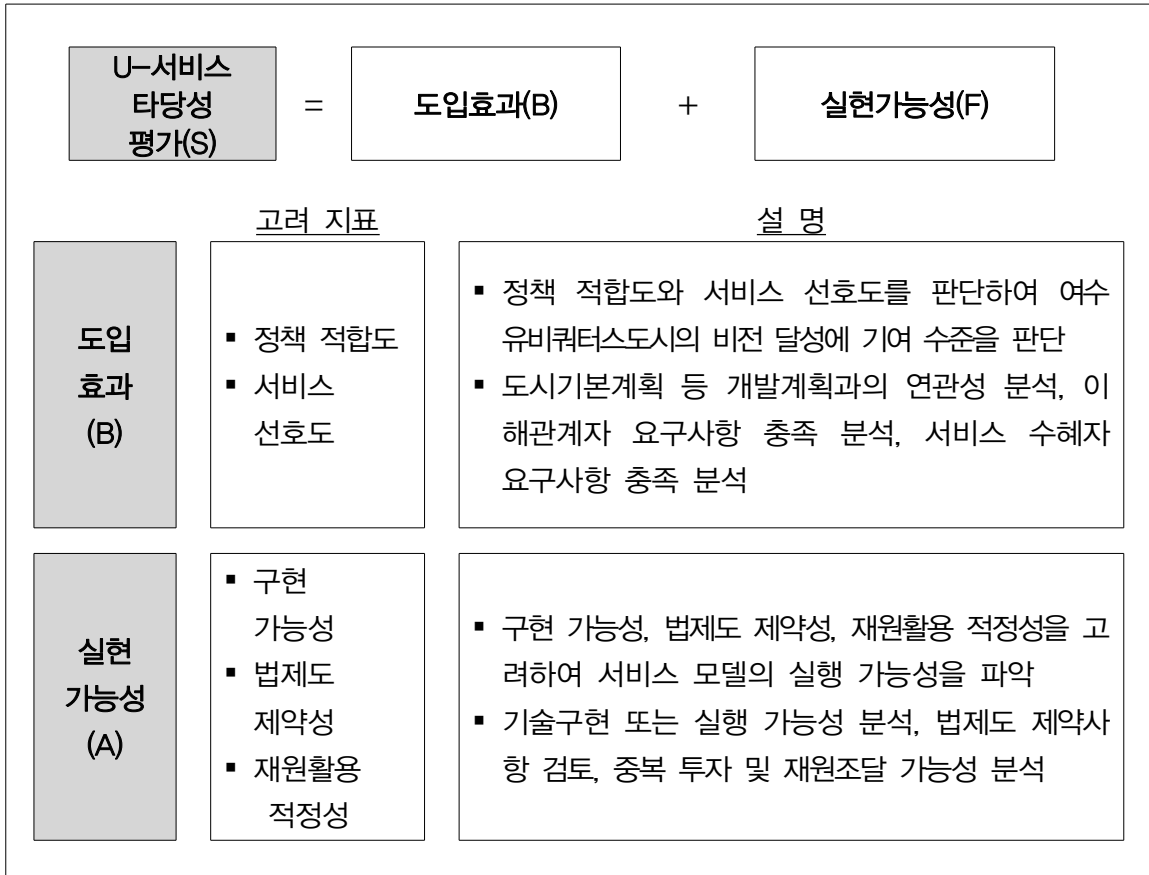 U-서비스
타당성
평가(S)
=
도입효과(B)
+
실현가능성(F)
고려 지표
설 명
도입
효과
(B)
▪ 정책 적합도
▪ 서비스
선호도
▪ 정책 적합도와 서비스 선호도를 판단하여 여수
유비쿼터스도시의 비전 달성에 기여 수준을 판단
▪ 도시기본계획 등 개발계획과의 연관성 분석, 이
해관계자 요구사항 충족 분석, 서비스 수혜자
요구사항 충족 분석
실현
가능성
(A)
▪ 구현
가능성
▪ 법제도
제약성
▪ 재원활용
적정성
▪ 구현 가능성, 법제도 제약성, 재원활용 적정성을 고
려하여 서비스 모델의 실행 가능성을 파악
▪ 기술구현 또는 실행 가능성 분석, 법제도 제약사
항 검토, 중복 투자 및 재원조달 가능성 분석